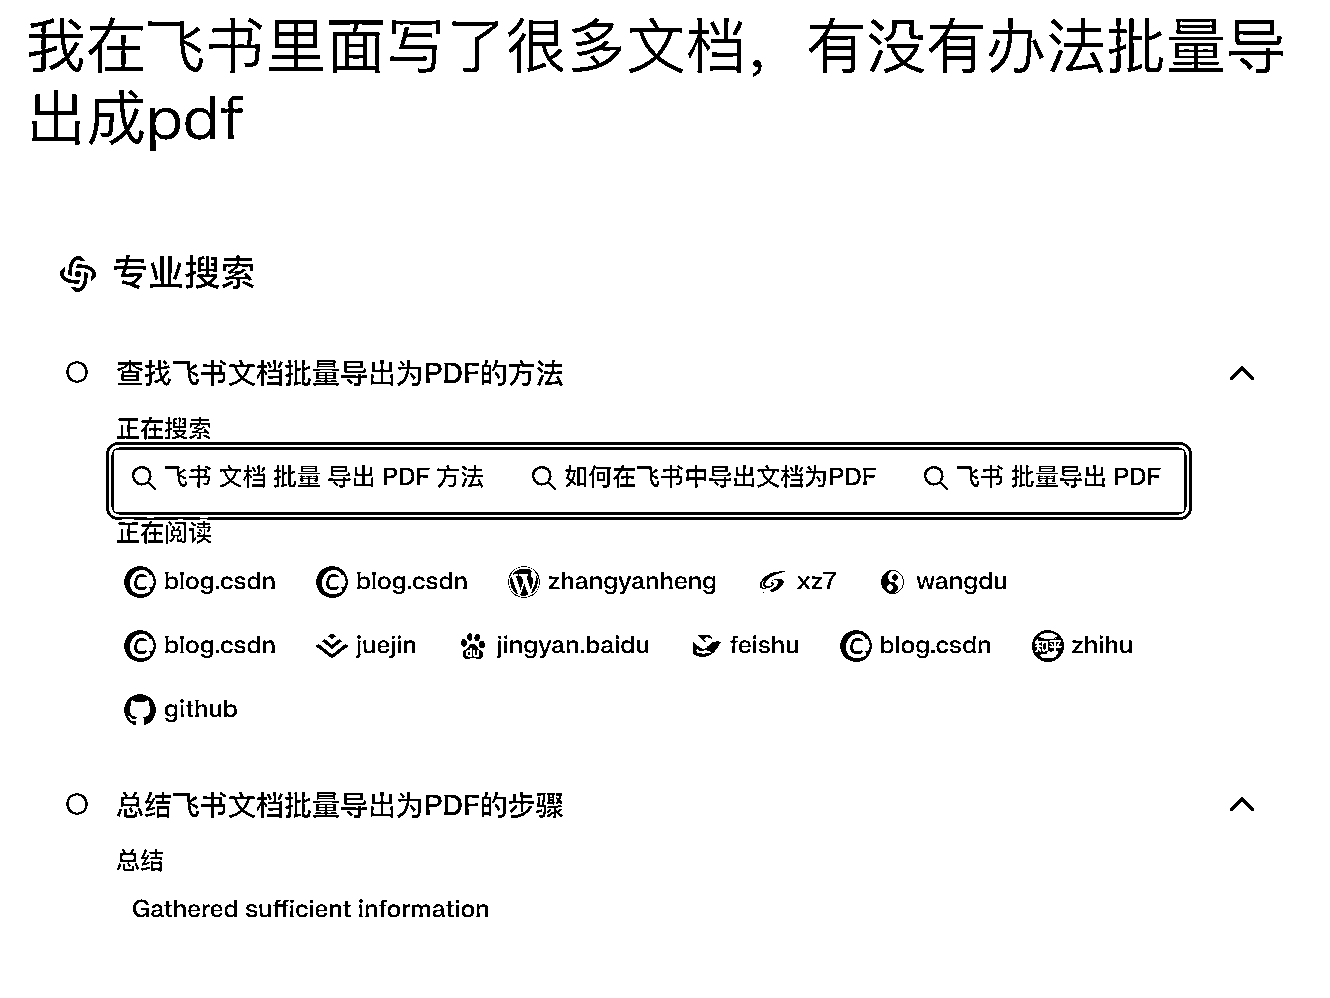 我在飞书里面写了很多文档，有没有办法批量导
出成pdf
专业搜索
查找飞书文档批量导出为PDF的方法
正在搜索
飞书 文档 批量 导出 PDF 方法 如何在飞书中导出文档为PDF 飞书 批量导出 PDF
正在阅读
blog.csdn blog.csdn zhangyanheng xz7 wangdu
blog.csdn juejin jingyan.baidu feishu blog.csdn zhihu
github
总结飞书文档批量导出为PDF的步骤
总结
Gathered sufficient information